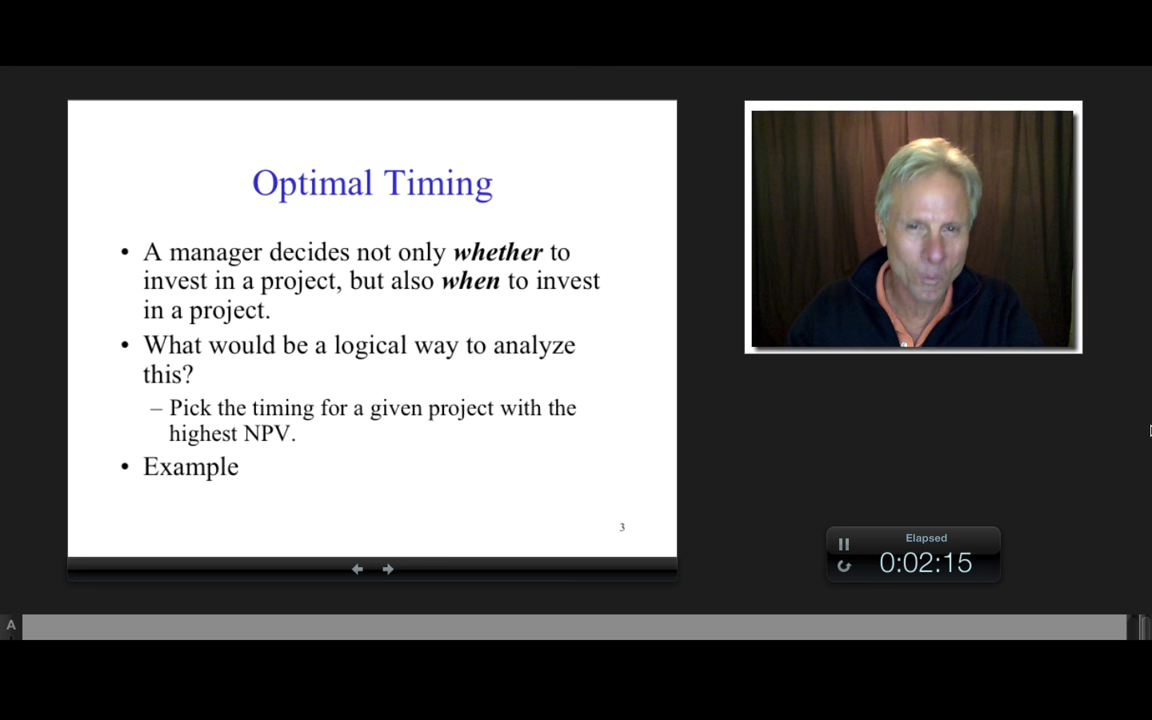 Optimal Timing
• A manager decides not only whether to
invest in a project, but also when to invest
in a project.
• What would be a logical way to analyze
this?
– Pick the timing for a given project with the
highest NPV.
• Example
3
Elapsed
0:02:15
A